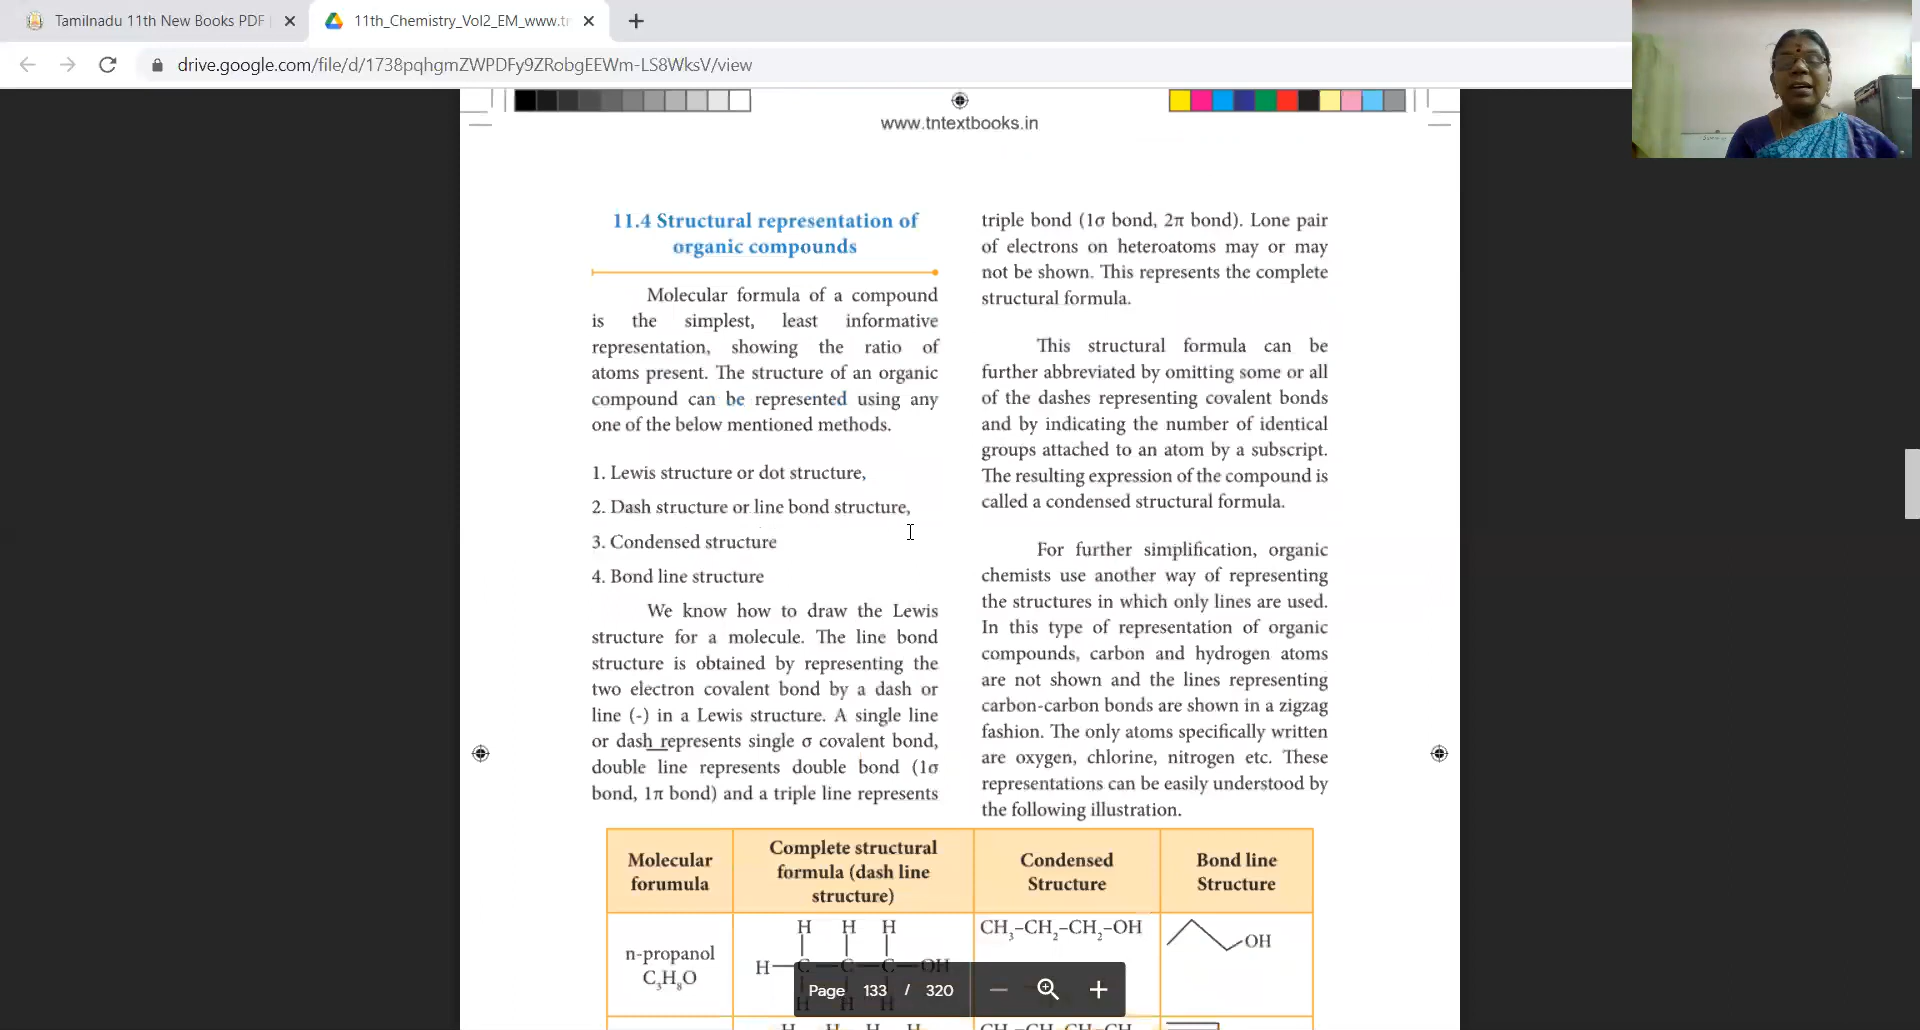 Tamilnadu 11th New Books PDF
11th_Chemistry_Vol2_EM_www.tn
drive.google.com/file/d/1738pqhgmZWPDFy9ZRobgEEWm-LS8WksV/view
www.tntextbooks.in
11.4 Structural representation of
organic compounds
Molecular formula of a compound
is the simplest, least informative
representation, showing the ratio of
atoms present. The structure of an organic
compound can be represented using any
one of the below mentioned methods.
1. Lewis structure or dot structure,
2. Dash structure or line bond structure,
3. Condensed structure
4. Bond line structure
We know how to draw the Lewis
structure for a molecule. The line bond
structure is obtained by representing the
two electron covalent bond by a dash or
line (-) in a Lewis structure. A single line
or dash represents single σ covalent bond,
double line represents double bond (1σ
bond, 1π bond) and a triple line represents
triple bond (1σ bond, 2π bond). Lone pair
of electrons on heteroatoms may or may
not be shown. This represents the complete
structural formula.
This structural formula can be
further abbreviated by omitting some or all
of the dashes representing covalent bonds
and by indicating the number of identical
groups attached to an atom by a subscript.
The resulting expression of the compound is
called a condensed structural formula.
For further simplification, organic
chemists use another way of representing
the structures in which only lines are used.
In this type of representation of organic
compounds, carbon and hydrogen atoms
are not shown and the lines representing
carbon-carbon bonds are shown in a zigzag
fashion. The only atoms specifically written
are oxygen, chlorine, nitrogen etc. These
representations can be easily understood by
the following illustration.
Molecular
forumula
Complete structural
formula (dash line
structure)
Condensed
Structure
Bond line
Structure
n-propanol
C₃H₈O
H H H
H—C—C—C—OH
H H H
CH₃–CH₂–CH₂–OH
OH
Page 133 / 320